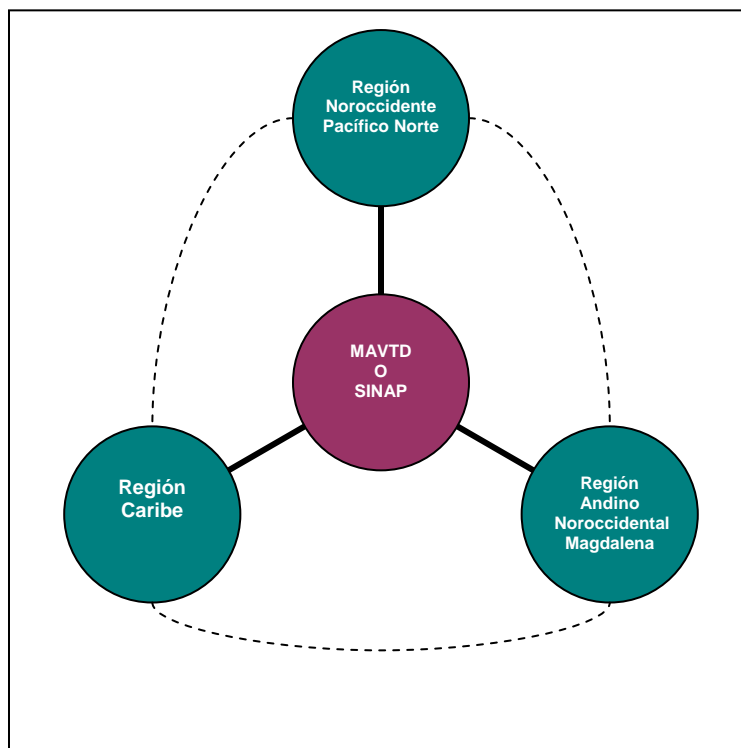 Región
Noroccidente
Pacífico Norte
MAVTD
O
SINAP
Región
Caribe
Región
Andino
Noroccidental
Magdalena